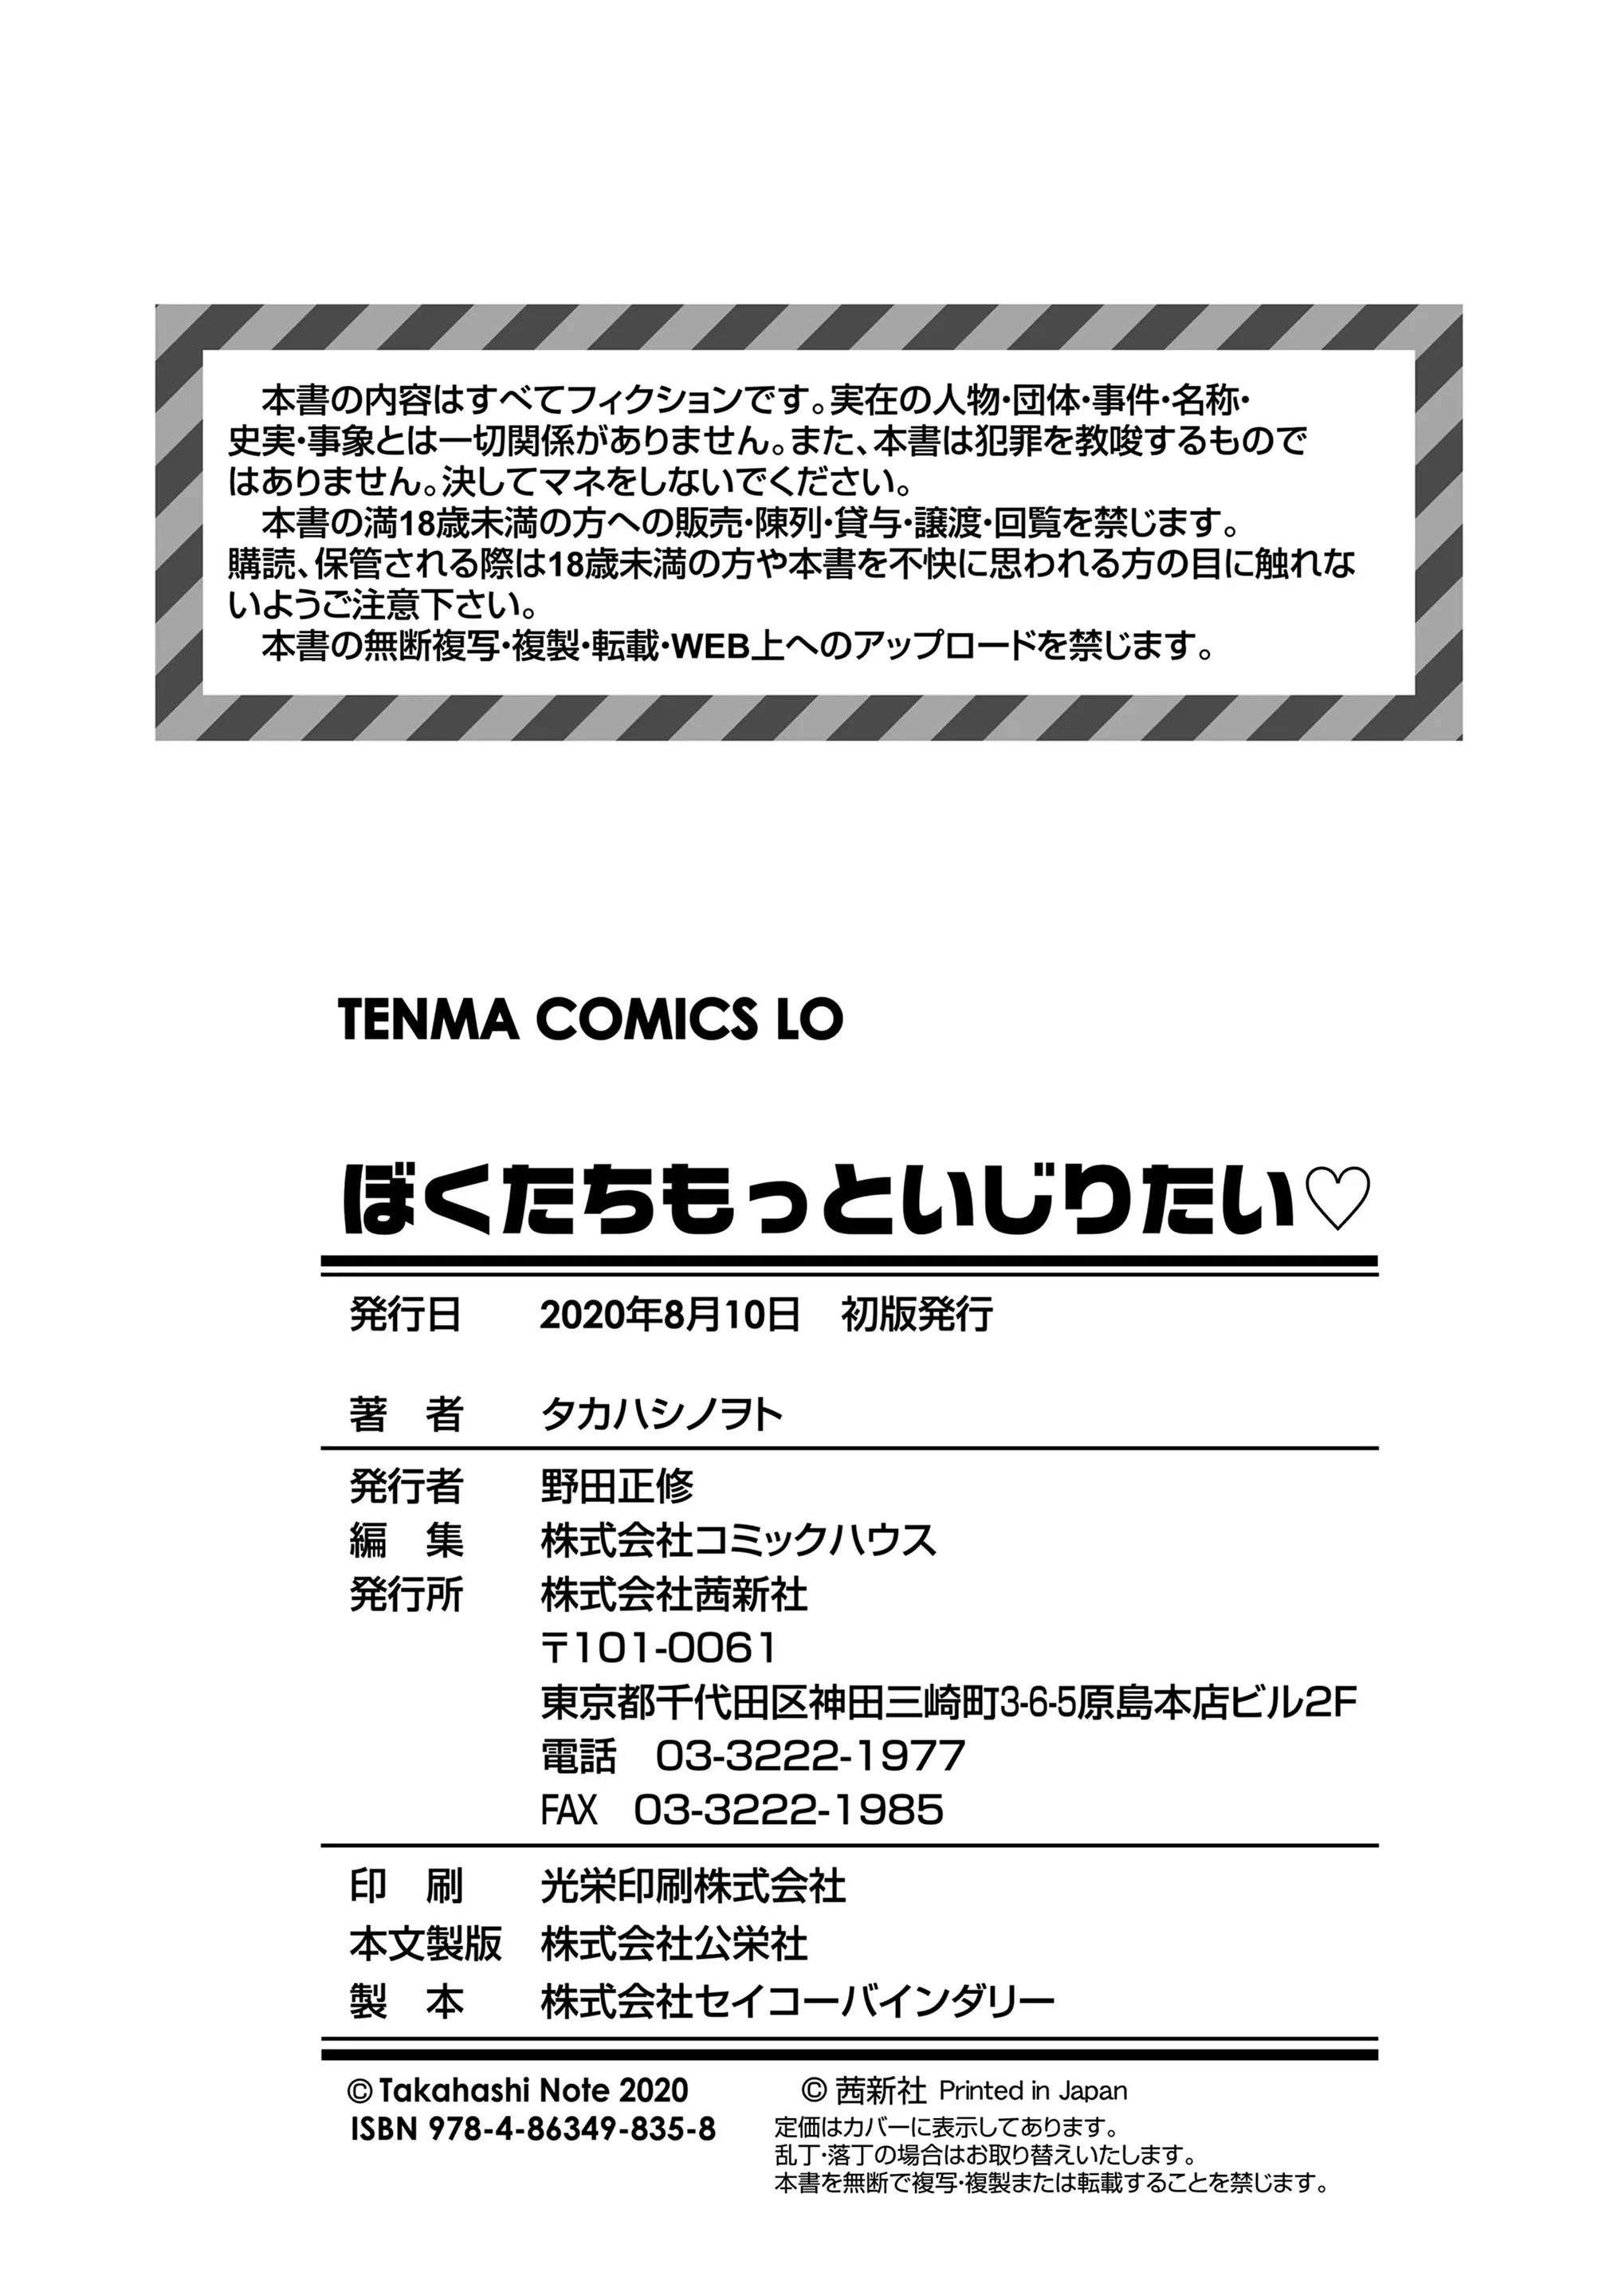 本書の内容はすべてフィクションです。実在の人物・団体・事件・名称・
史実・事象とは一切関係がありません。また、本書は犯罪を教唆するもので
はありません。決してマネをしないでください。
本書の満18歳未満の方への販売・陳列・貸与・譲渡・回覧を禁じます。
購読、保管される際は18歳未満の方や本書を不快に思われる方の目に触れな
いようご注意下さい。
本書の無断複写・複製・転載・WEB上へのアップロードを禁じます。
TENMA COMICS LO
ぼくたちもっといじりたい♡
発行日　2020年8月10日　初版発行
著　者　タカハシノヲト
発行者　野田正修
編　集　株式会社コミックハウス
発行所　株式会社茜新社
〒101-0061
東京都千代田区神田三崎町3-6-5原島本店ビル2F
電話　03-3222-1977
FAX　03-3222-1985
印　刷　光栄印刷株式会社
本文製版　株式会社公栄社
製　本　株式会社セイコーバインダリー
© Takahashi Note 2020
ISBN 978-4-86349-835-8
© 茜新社 Printed in Japan
定価はカバーに表示してあります。
乱丁・落丁の場合はお取り替えいたします。
本書を無断で複写・複製または転載することを禁じます。